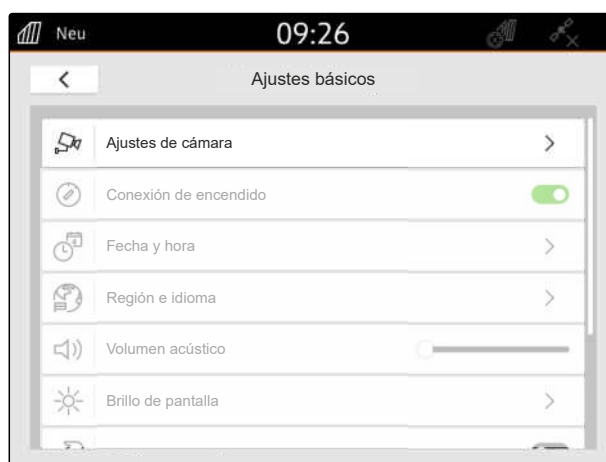 Neu
09:26
Ajustes básicos
Ajustes de cámara
Conexión de encendido
Fecha y hora
Región e idioma
Volumen acústico
Brillo de pantalla